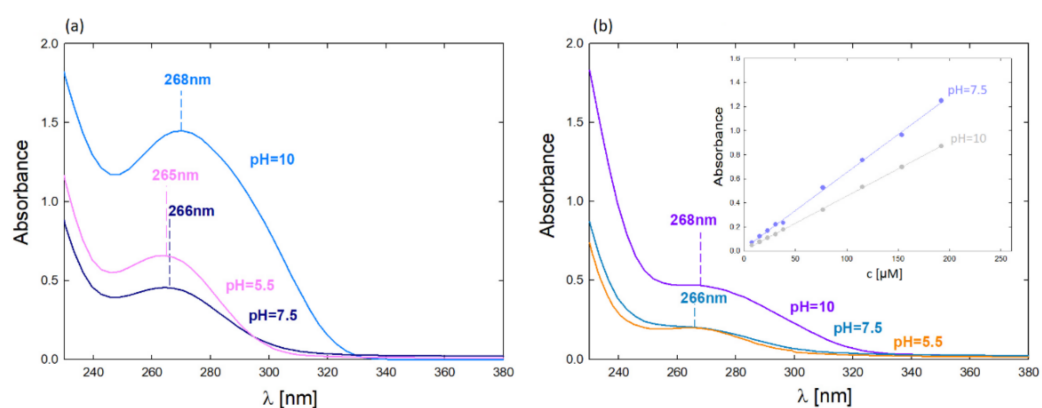 (a)
2.0
1.5
1.0
0.5
0.0
Absorbance
268nm
pH=10
265nm
266nm
pH=5.5
pH=7.5
240 260 280 300 320 340 360 380
λ [nm]
(b)
2.0
1.5
1.0
0.5
0.0
Absorbance
268nm
pH=10
266nm
pH=7.5
pH=5.5
240 260 280 300 320 340 360 380
λ [nm]
1.6
1.4
1.2
1.0
0.8
0.6
0.4
0.2
0.0
Absorbance
pH=7.5
pH=10
0 50 100 150 200 250
c [μM]